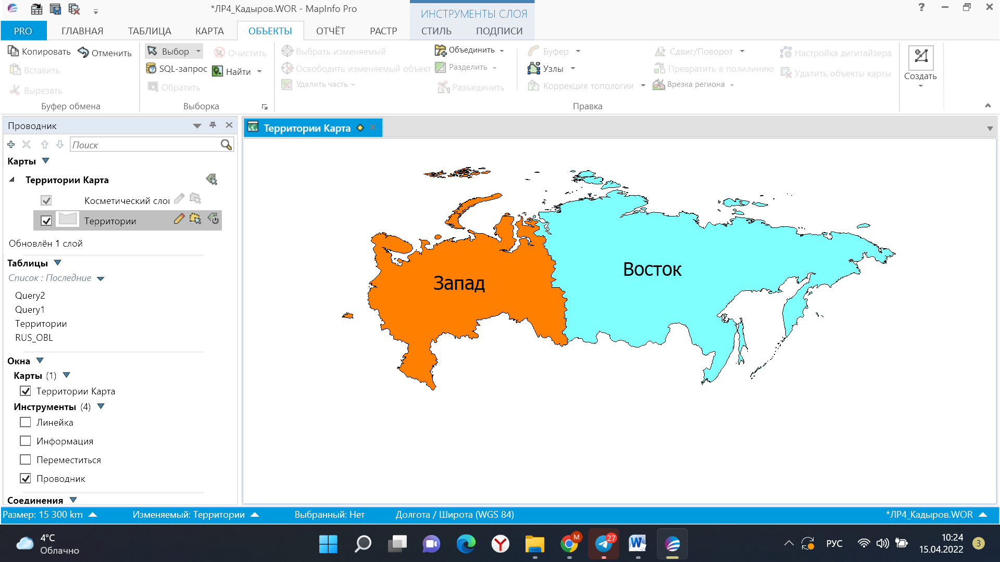 *ЛР4_Кадыров.WOR - MapInfo Pro
ИНСТРУМЕНТЫ СЛОЯ
PRO ГЛАВНАЯ ТАБЛИЦА КАРТА ОБЪЕКТЫ ОТЧЁТ РАСТР СТИЛЬ ПОДПИСИ
Копировать
Отменить
Вставить
Вырезать
Буфер обмена
Выбор
Очистить
SQL-запрос
Найти
Обратить
Выборка
Выбрать изменяемый
Освободить изменяемый объект
Удалить часть
Объединить
Разделить
Разъединить
Буфер
Узлы
Коррекция топологии
Сдвиг/Поворот
Превратить в полилинию
Врезка региона
Настройка дигитайзера
Удалить объекты карты
Правка
Создать
Проводник
Поиск
Карты
Территории Карта
Косметический сло
Территории
Обновлён 1 слой
Таблицы
Список : Последние
Query2
Query1
Территории
RUS_OBL
Окна
Карты (1)
Территории Карта
Инструменты (4)
Линейка
Информация
Переместиться
Проводник
Соединения
Территории Карта
Запад
Восток
Размер: 15 300 km Изменяемый: Территории Выбранный: Нет Долгота / Широта (WGS 84) *ЛР4_Кадыров.WOR
4°C
Облачно
M
27
РУС
10:24
15.04.2022
3